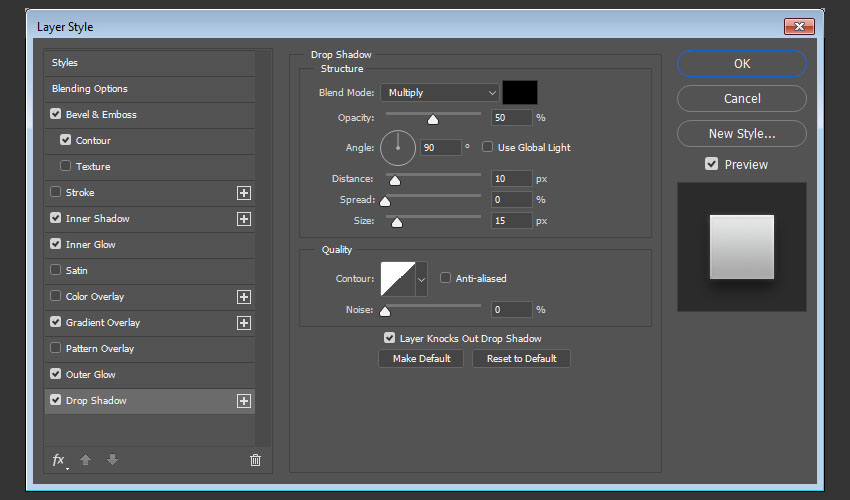 Layer Style
Styles
Blending Options
Bevel & Emboss
Contour
Texture
Stroke
Inner Shadow
Inner Glow
Satin
Color Overlay
Gradient Overlay
Pattern Overlay
Outer Glow
Drop Shadow
fx
Drop Shadow
Structure
Blend Mode: Multiply
Opacity: 50 %
Angle: 90 ° Use Global Light
Distance: 10 px
Spread: 0 %
Size: 15 px
Quality
Contour: Anti-aliased
Noise: 0 %
Layer Knocks Out Drop Shadow
Make Default Reset to Default
OK
Cancel
New Style...
Preview